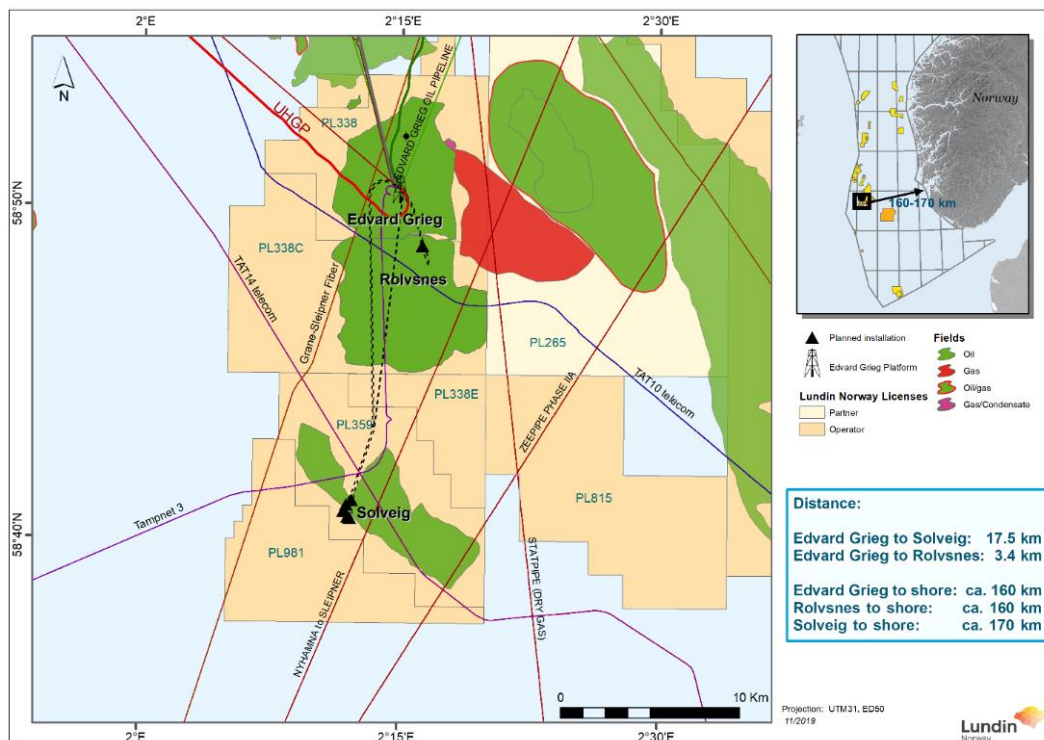 2°E
2°15'E
2°30'E
58°50'N
58°40'N
N
UHGP
EDVARD GRIEG OIL PIPELINE
PL338
Edvard Grieg
PL338C
Rolvsnes
TAT14 telecom
Grane-Sleipner Fiber
PL265
PL338E
TAT10 telecom
ZEEPIPE PHASE IIA
PL359
Solveig
PL815
Tampnet 3
PL981
STATPIPE (DRY GAS)
NYHAMNA to SLEIPNER
0
10 Km
2°E
2°15'E
2°30'E
Norway
160-170 km
Planned installation
Edvard Grieg Platform
Lundin Norway Licenses
Partner
Operator
Fields
Oil
Gas
Oil/gas
Gas/Condensate
Distance:
Edvard Grieg to Solveig: 17.5 km
Edvard Grieg to Rolvsnes: 3.4 km
Edvard Grieg to shore: ca. 160 km
Rolvsnes to shore: ca. 160 km
Solveig to shore: ca. 170 km
Projection: UTM31, ED50
11/2019
Lundin
Norway